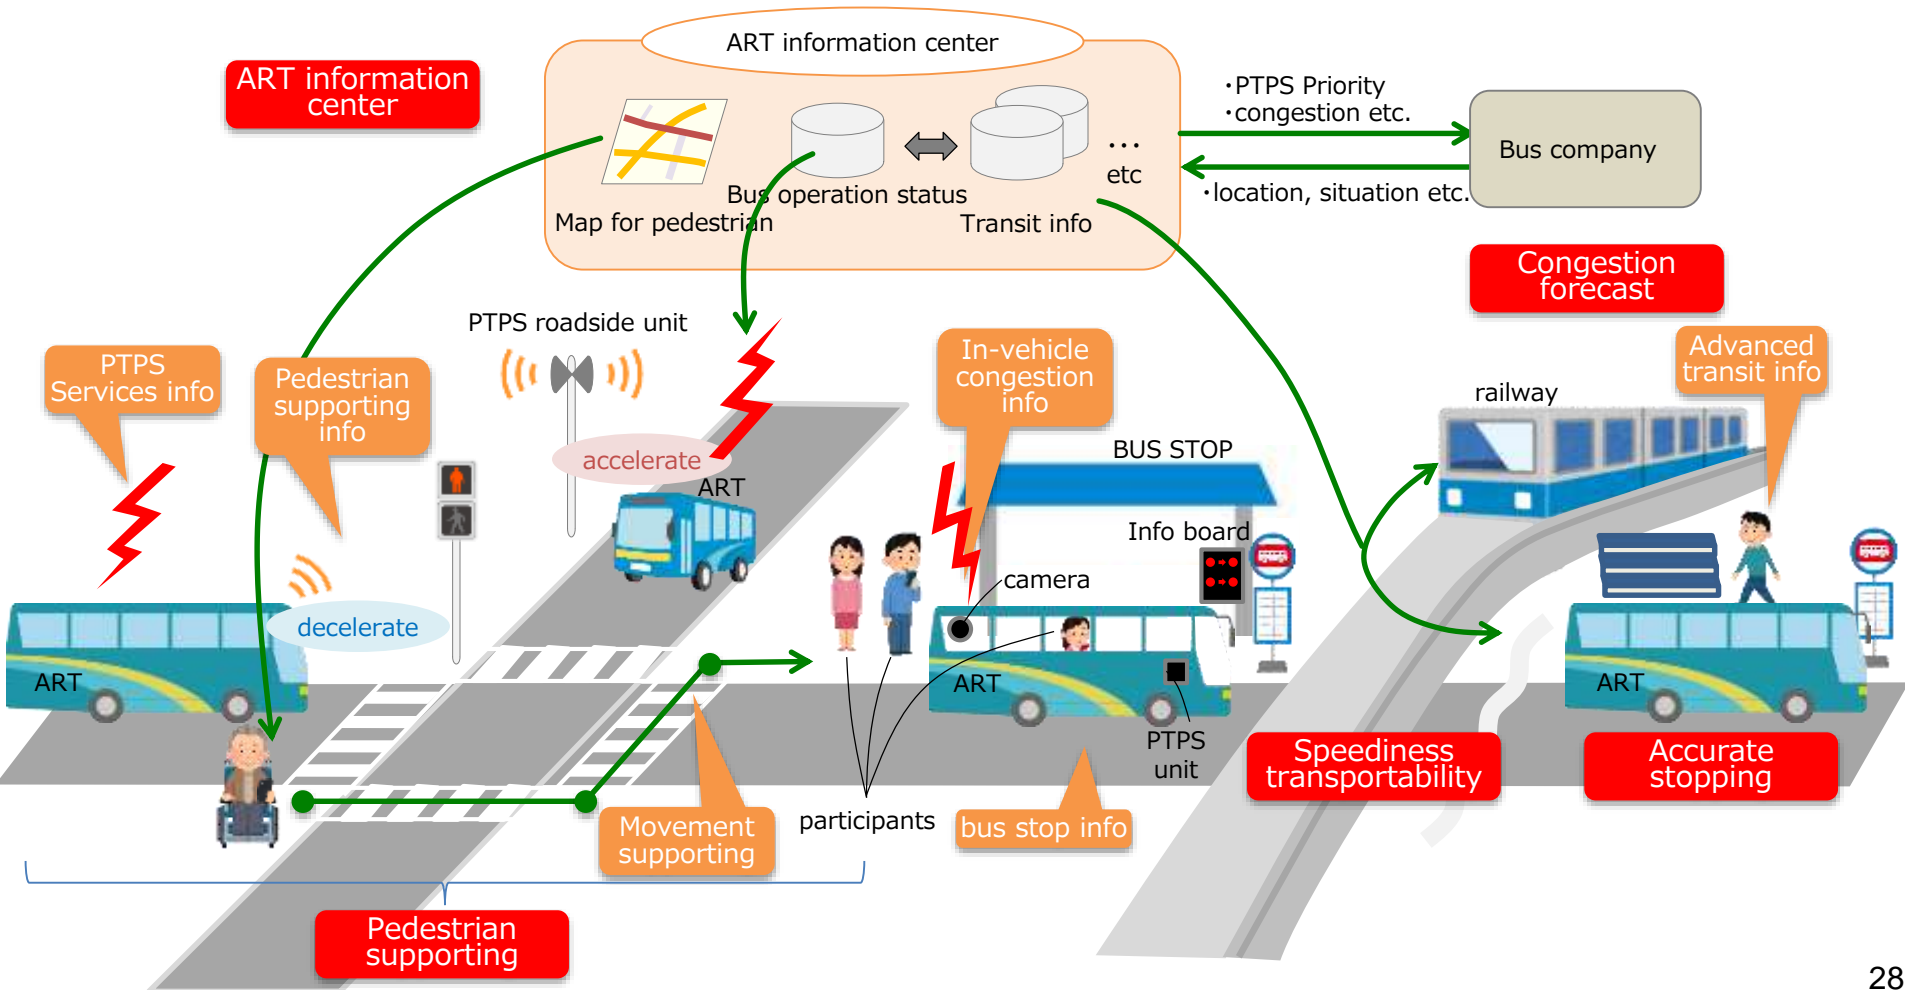 ART information center
ART information
center
・PTPS Priority
・congestion etc.
Bus company
・location, situation etc.
…
etc
Bus operation status
Map for pedestrian
Transit info
Congestion
forecast
PTPS roadside unit
PTPS
Services info
Pedestrian
supporting
info
In-vehicle
congestion
info
Advanced
transit info
railway
accelerate
BUS STOP
ART
Info board
camera
decelerate
ART
ART
ART
PTPS
unit
Speediness
transportability
Accurate
stopping
Movement
supporting
participants
bus stop info
Pedestrian
supporting
28